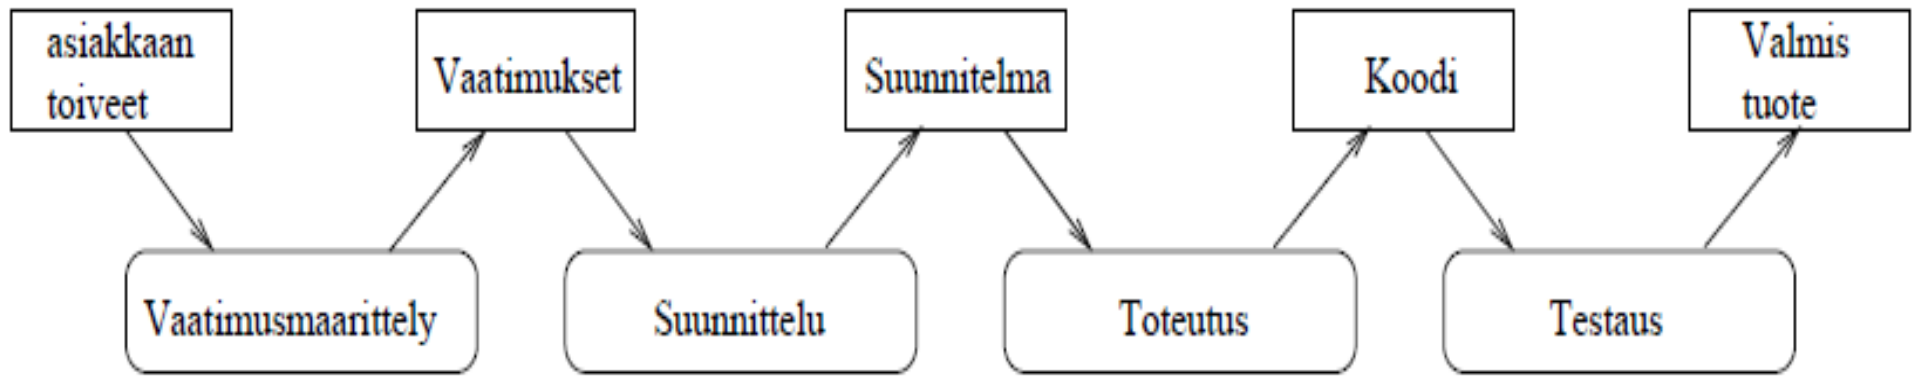 asiakkaan
toiveet
Vaatimukset
Suunnitelma
Koodi
Valmis
tuote
Vaatimusmaarittely
Suunnittelu
Toteutus
Testaus